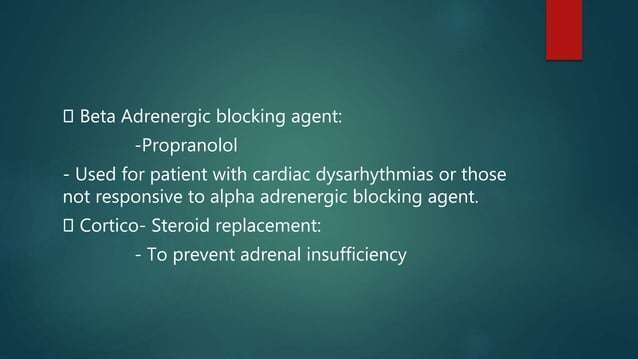 Beta Adrenergic blocking agent:
-Propranolol
- Used for patient with cardiac dysarhythmias or those
not responsive to alpha adrenergic blocking agent.
Cortico- Steroid replacement:
- To prevent adrenal insufficiency